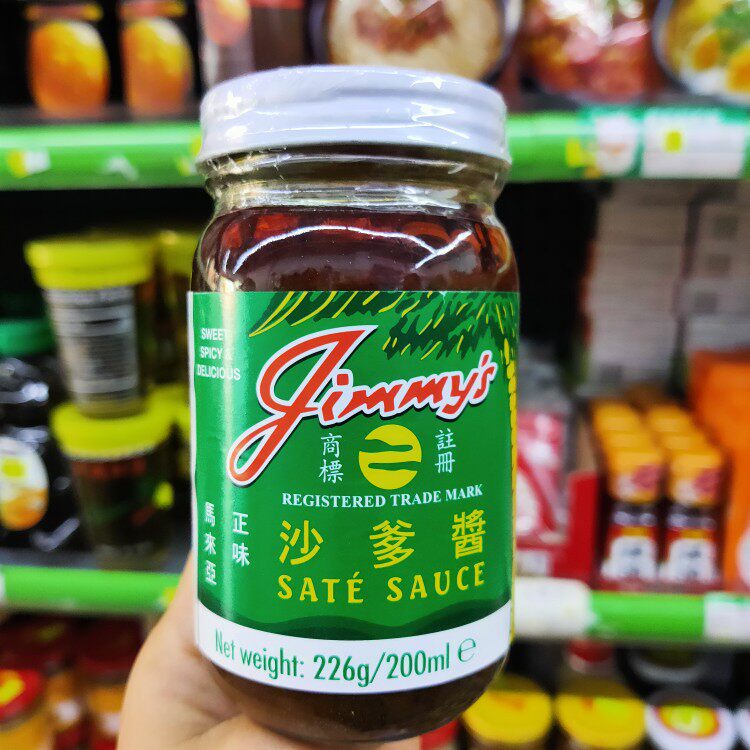 SWEET,
SPICY &
DELICIOUS
Jimmy's
商標
註冊
REGISTERED TRADE MARK
馬來亞
正味
沙爹醬
SATÉ SAUCE
Net weight: 226g/200ml ℮